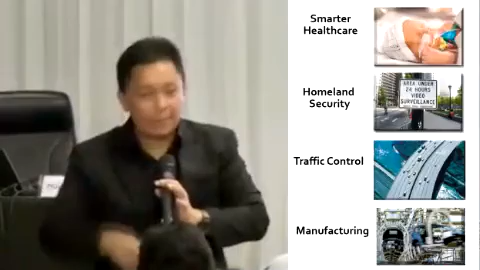 Smarter
Healthcare
Homeland
Security
AREA UNDER
24 HOURS
VIDEO
SURVEILLANCE
Traffic Control
Manufacturing